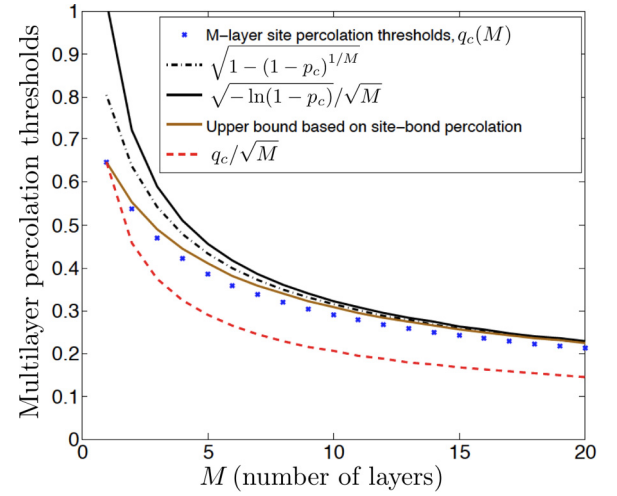 Multilayer percolation thresholds
1
0.9
0.8
0.7
0.6
0.5
0.4
0.3
0.2
0.1
0
M−layer site percolation thresholds, q_c(M)
√(1 − (1 − p_c)^{1/M})
√(− ln(1 − p_c))/√M
Upper bound based on site−bond percolation
q_c/√M
0 5 10 15 20
M (number of layers)